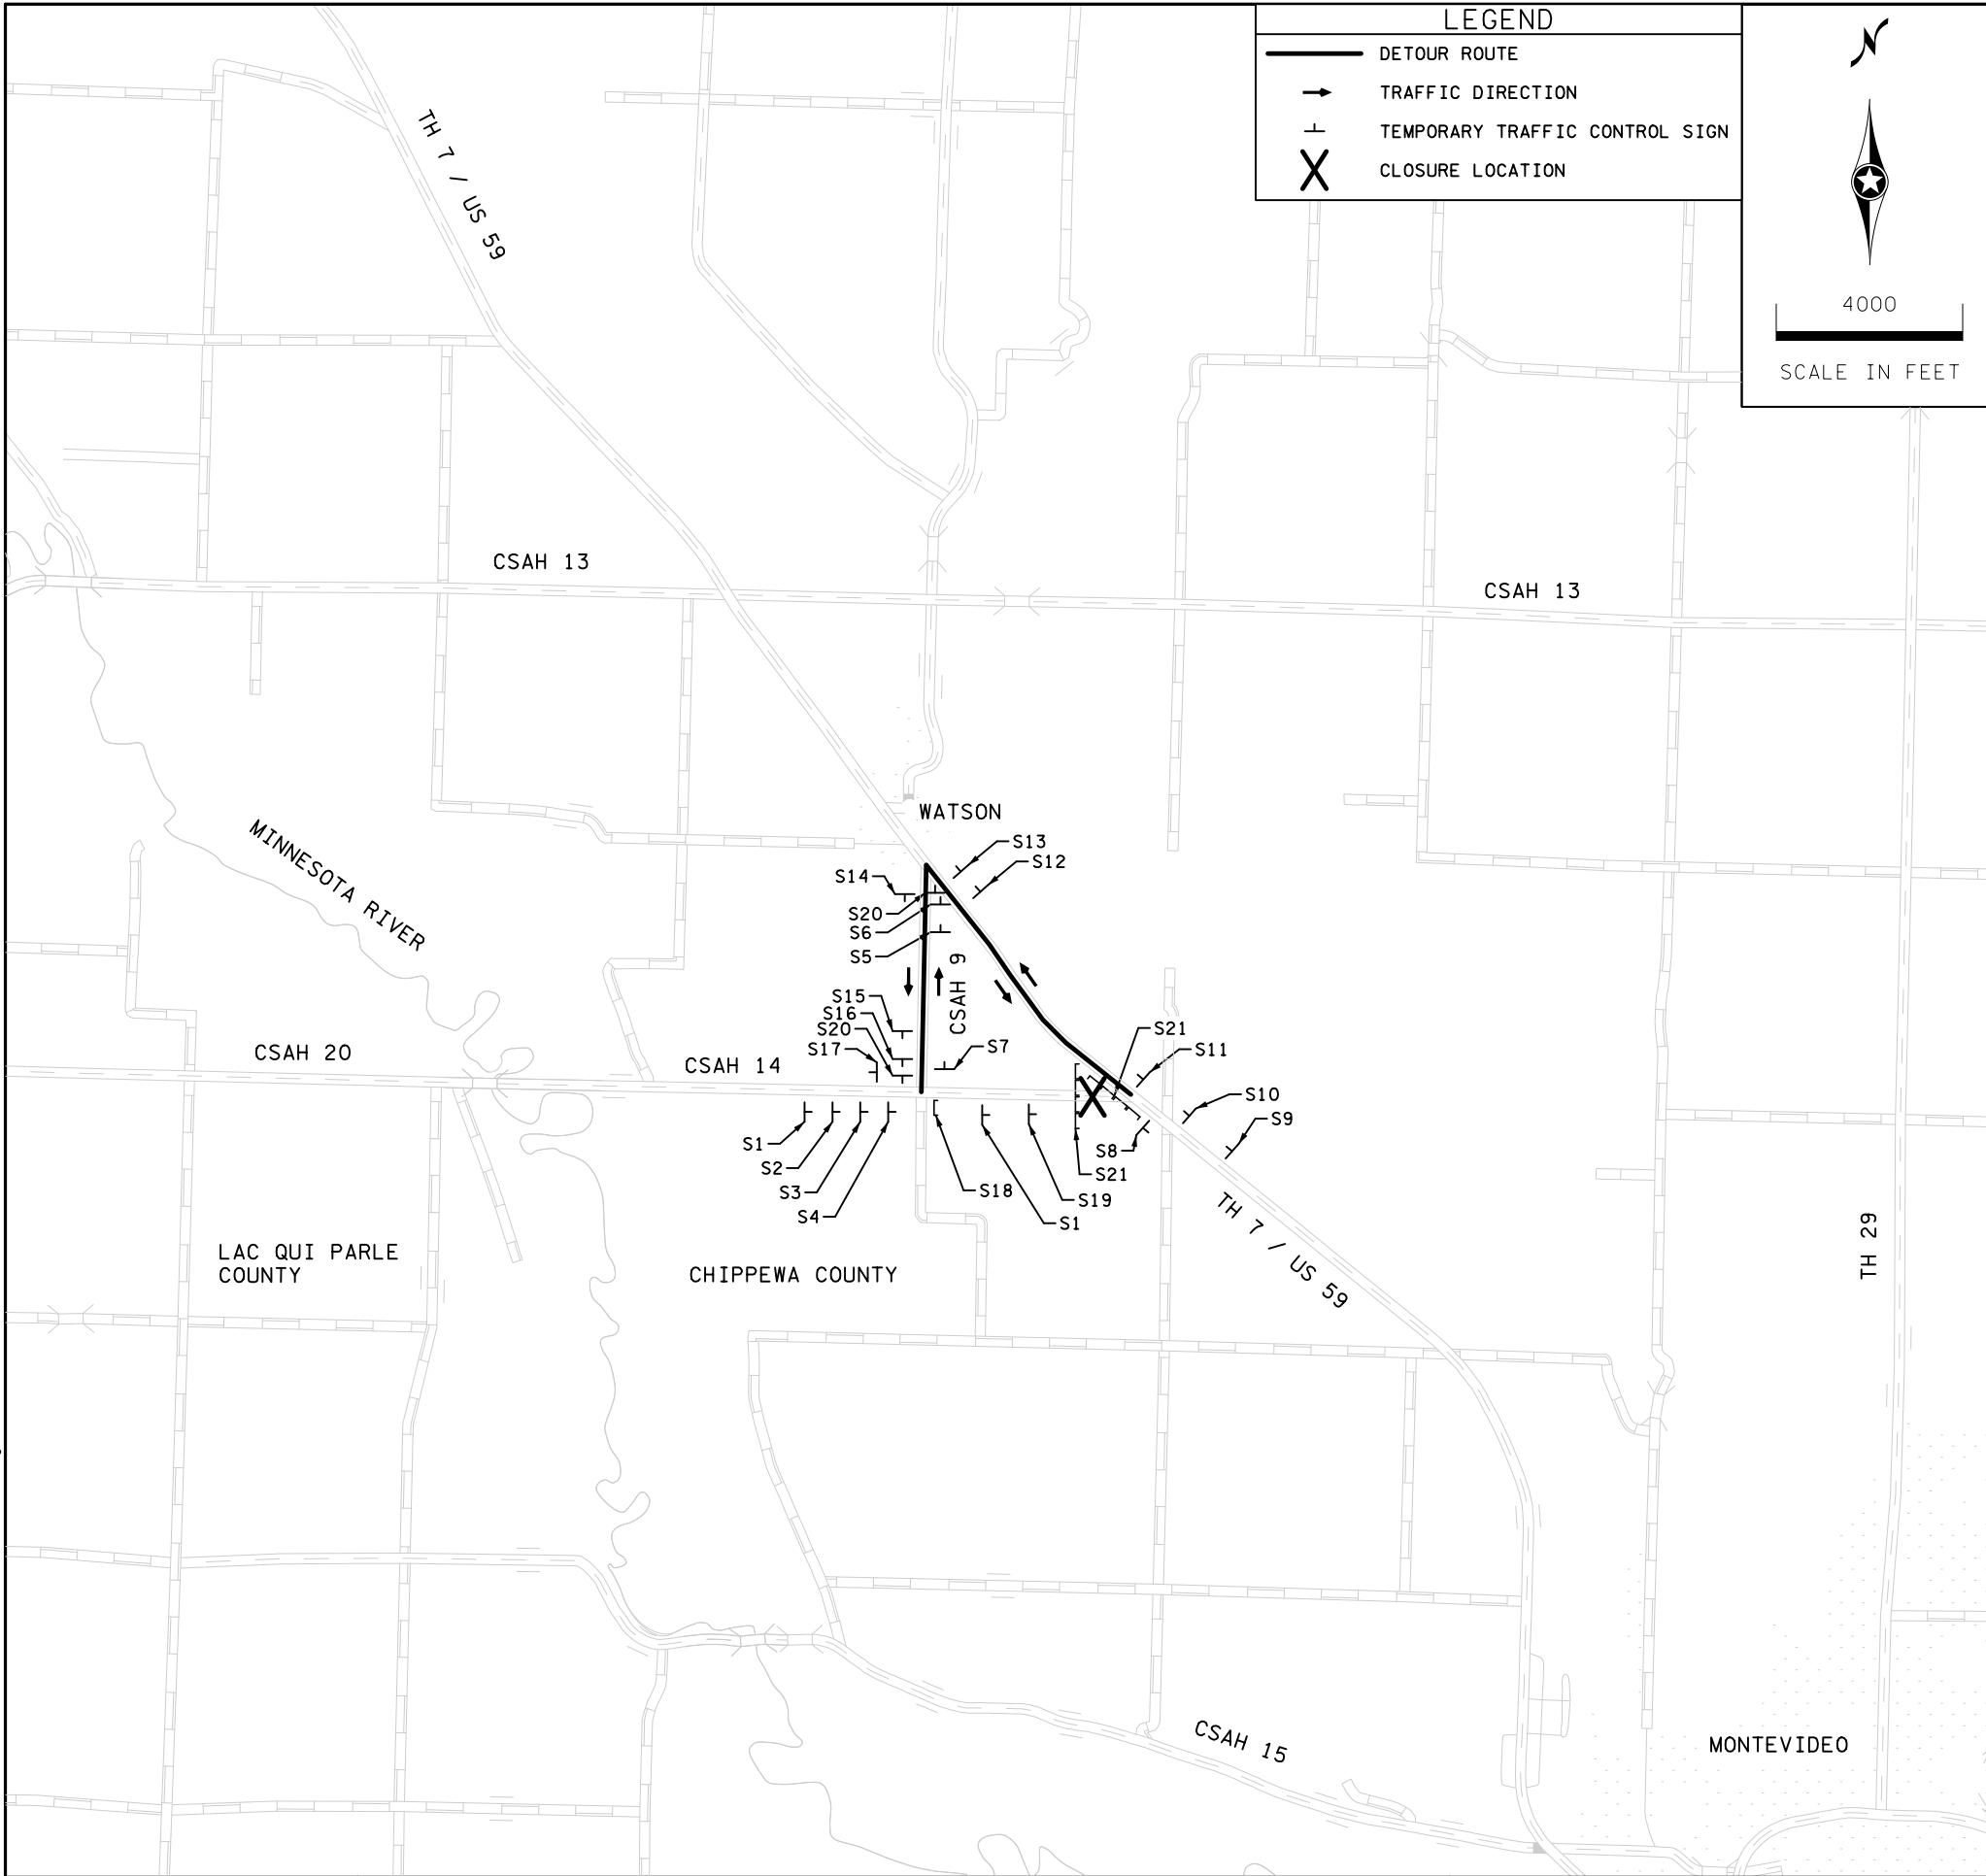 LEGEND
DETOUR ROUTE
TRAFFIC DIRECTION
TEMPORARY TRAFFIC CONTROL SIGN
CLOSURE LOCATION
N
4000
SCALE IN FEET
TH 7 / US 59
CSAH 13
CSAH 13
WATSON
MINNESOTA RIVER
S13
S12
S14
S20
S6
S5
CSAH 9
S15
S16
S20
S17
S7
S21
S11
CSAH 20
CSAH 14
S10
S9
S1
S2
S3
S4
S8
S21
S18
S19
S1
TH 7 / US 59
TH 29
LAC QUI PARLE
COUNTY
CHIPPEWA COUNTY
CSAH 15
MONTEVIDEO